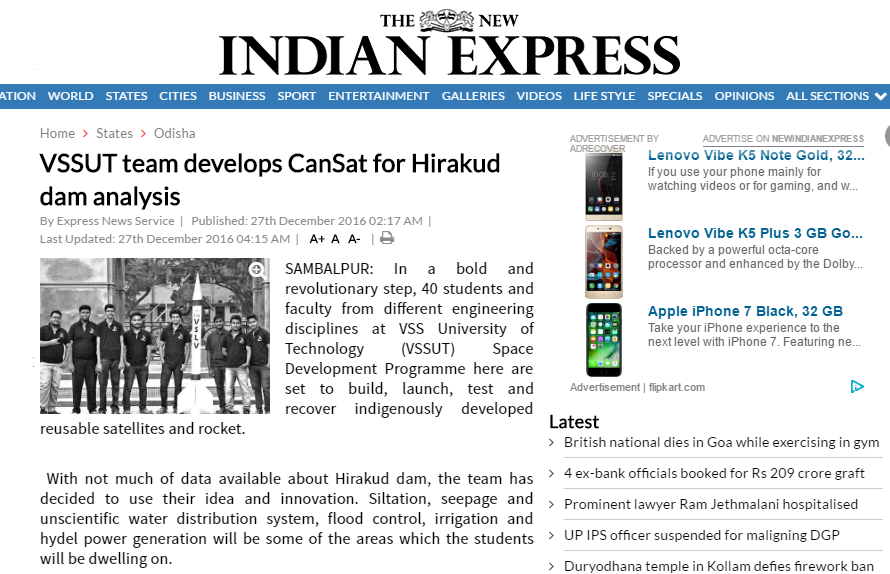 THE NEW
INDIAN EXPRESS
ATION WORLD STATES CITIES BUSINESS SPORT ENTERTAINMENT GALLERIES VIDEOS LIFE STYLE SPECIALS OPINIONS ALL SECTIONS
Home > States > Odisha
VSSUT team develops CanSat for Hirakud
dam analysis
By Express News Service | Published: 27th December 2016 02:17 AM |
Last Updated: 27th December 2016 04:15 AM | A+ A A- |
VSLV
SAMBALPUR: In a bold and
revolutionary step, 40 students and
faculty from different engineering
disciplines at VSS University of
Technology (VSSUT) Space
Development Programme here are
set to build, launch, test and
recover indigenously developed
reusable satellites and rocket.
With not much of data available about Hirakud dam, the team has
decided to use their idea and innovation. Siltation, seepage and
unscientific water distribution system, flood control, irrigation and
hydel power generation will be some of the areas which the students
will be dwelling on.
ADVERTISEMENT BY
ADRECOVER
ADVERTISE ON NEWINDIANEXPRESS
Lenovo Vibe K5 Note Gold, 32...
If you use your phone mainly for
watching videos or for gaming, and w...
Lenovo Vibe K5 Plus 3 GB Go...
Backed by a powerful octa-core
processor and enhanced by the Dolby...
Apple iPhone 7 Black, 32 GB
Take your iPhone experience to the
next level with iPhone 7. Featuring ne...
Advertisement | flipkart.com
Latest
> British national dies in Goa while exercising in gym
> 4 ex-bank officials booked for Rs 209 crore graft
> Prominent lawyer Ram Jethmalani hospitalised
> UP IPS officer suspended for maligning DGP
> Duryodhana temple in Kollam defies firework ban